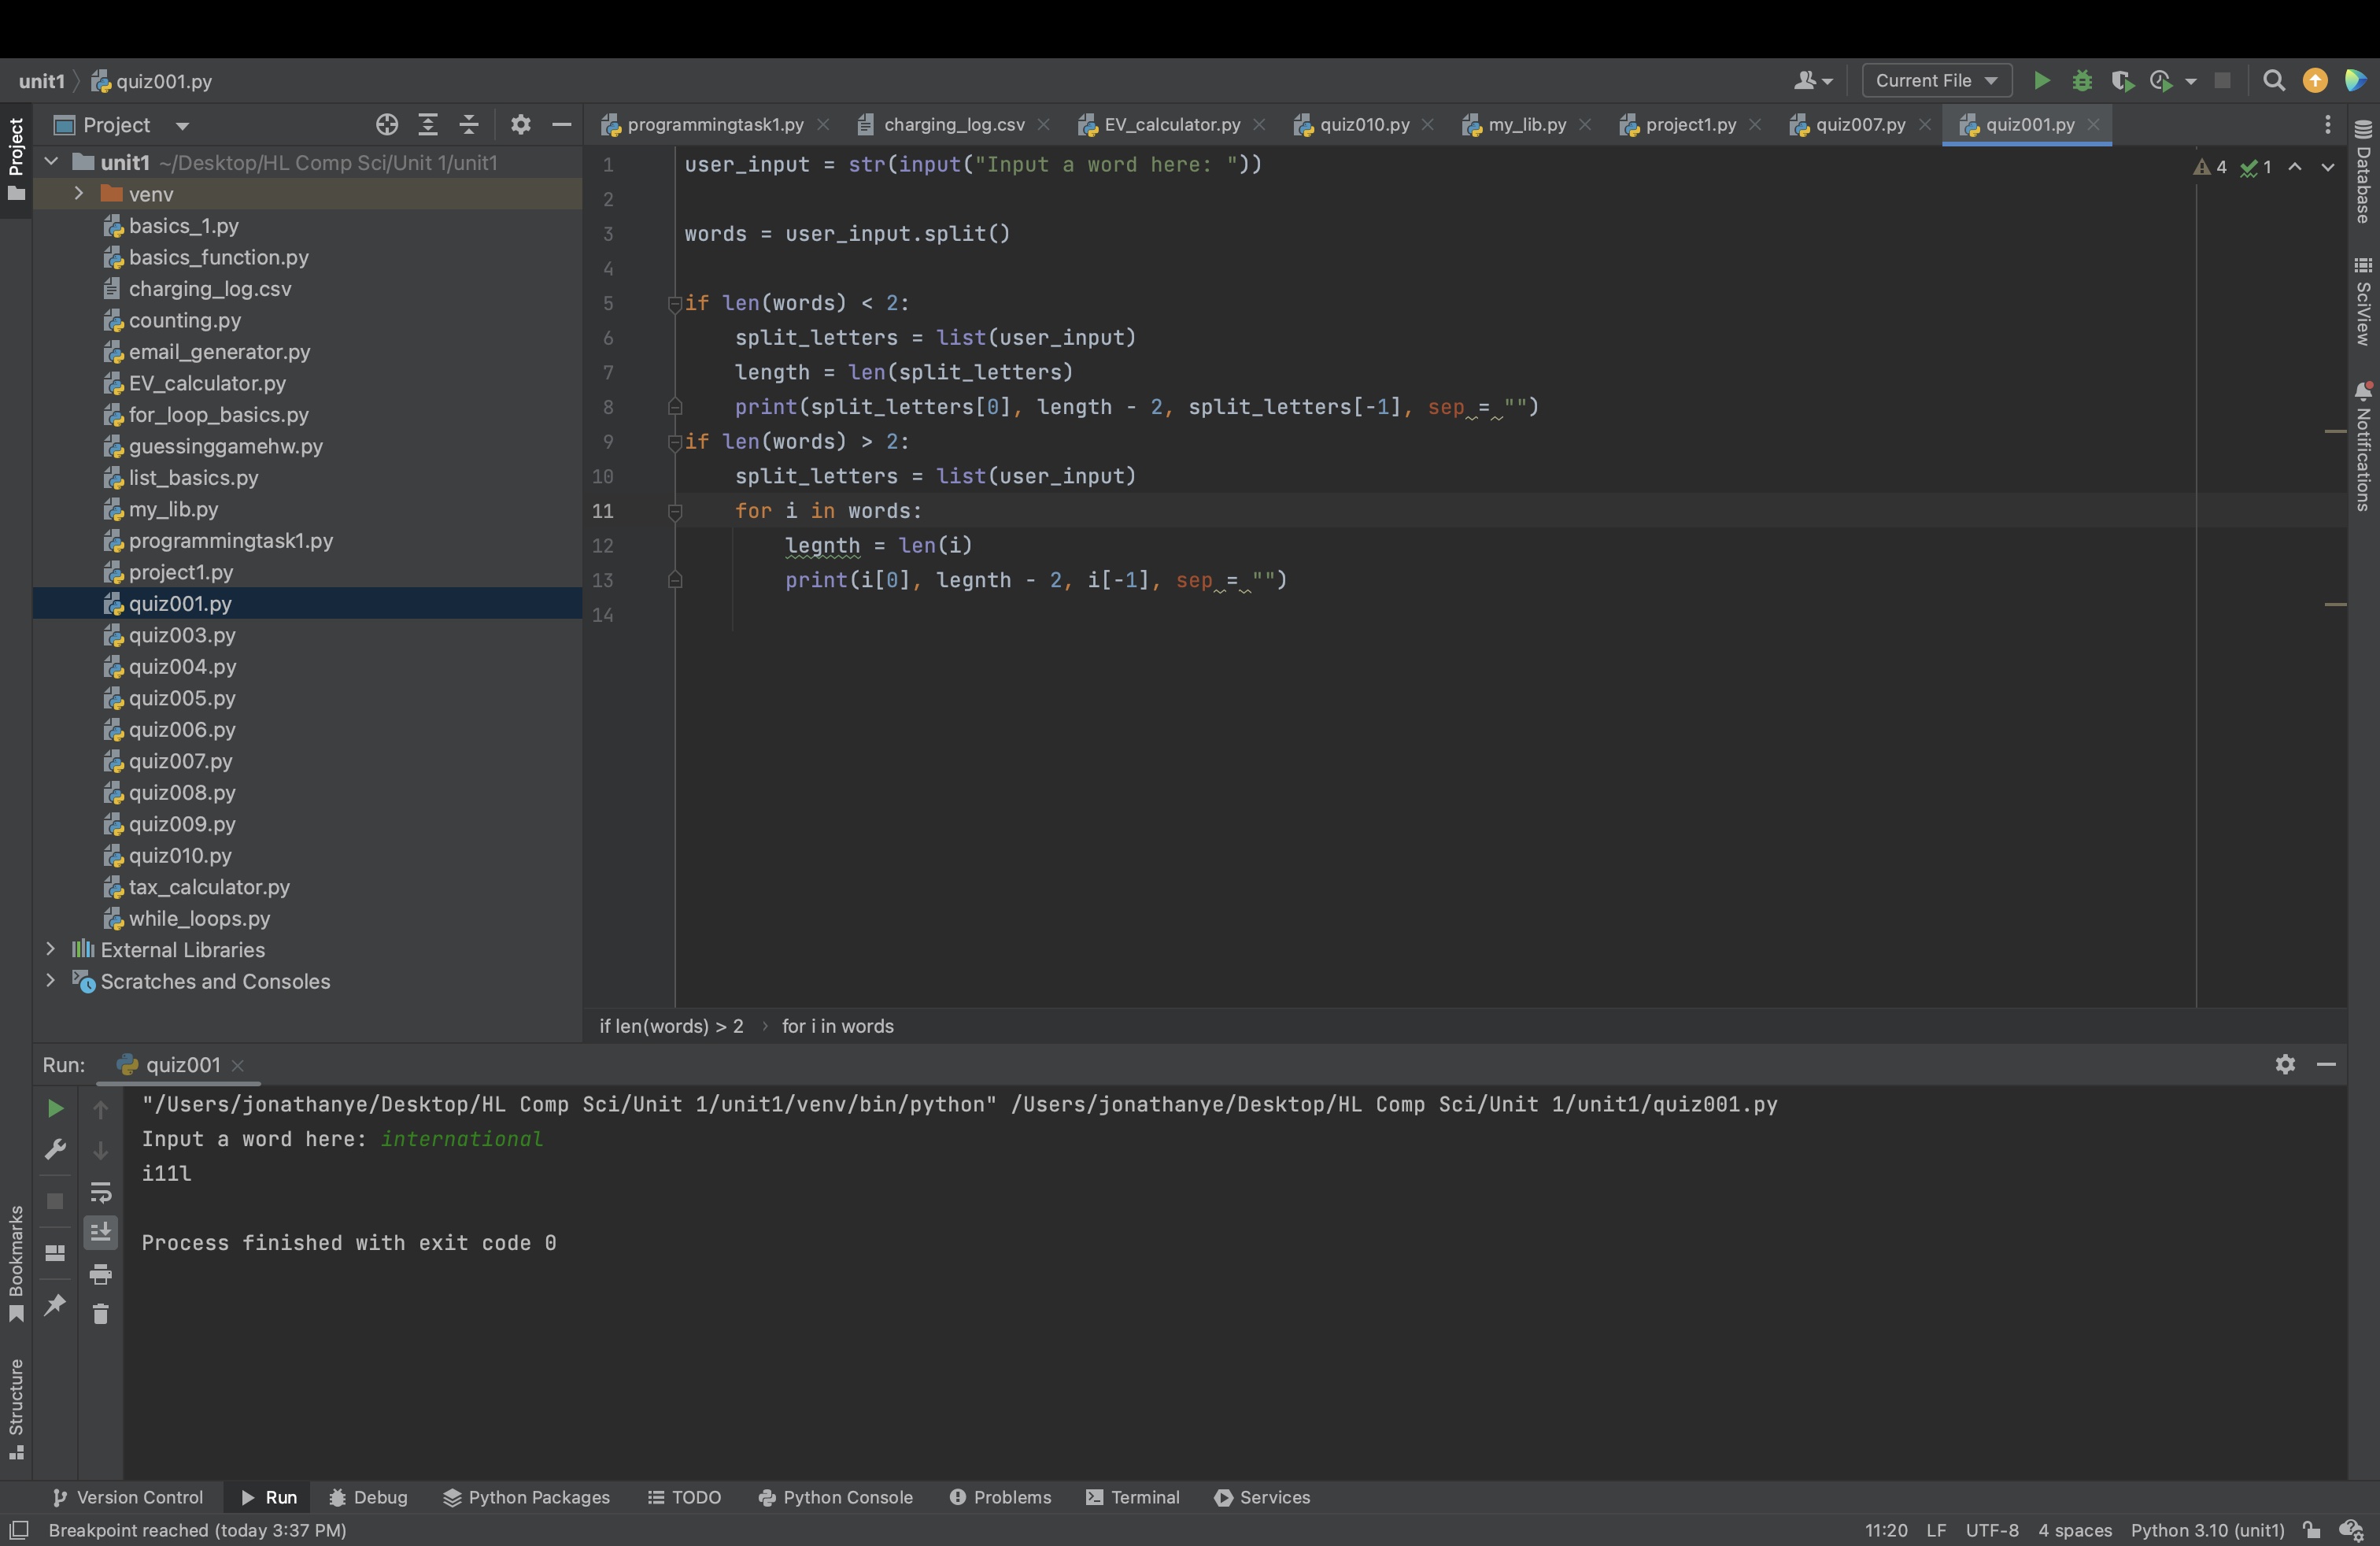 unit1 quiz001.py
Current File
Project
programmingtask1.py charging_log.csv EV_calculator.py quiz010.py my_lib.py project1.py quiz007.py quiz001.py
Project
unit1 ~/Desktop/HL Comp Sci/Unit 1/unit1
venv
basics_1.py
basics_function.py
charging_log.csv
counting.py
email_generator.py
EV_calculator.py
for_loop_basics.py
guessinggamehw.py
list_basics.py
my_lib.py
programmingtask1.py
project1.py
quiz001.py
quiz003.py
quiz004.py
quiz005.py
quiz006.py
quiz007.py
quiz008.py
quiz009.py
quiz010.py
tax_calculator.py
while_loops.py
External Libraries
Scratches and Consoles
1 user_input = str(input("Input a word here: "))
2
3 words = user_input.split()
4
5 if len(words) < 2:
6 split_letters = list(user_input)
7 length = len(split_letters)
8 print(split_letters[0], length - 2, split_letters[-1], sep = "")
9 if len(words) > 2:
10 split_letters = list(user_input)
11 for i in words:
12 legnth = len(i)
13 print(i[0], legnth - 2, i[-1], sep = "")
14
4 1
Database
SciView
Notifications
if len(words) > 2 › for i in words
Run: quiz001
"/Users/jonathanye/Desktop/HL Comp Sci/Unit 1/unit1/venv/bin/python" /Users/jonathanye/Desktop/HL Comp Sci/Unit 1/unit1/quiz001.py
Input a word here: international
i11l
Process finished with exit code 0
Bookmarks
Structure
Version Control Run Debug Python Packages TODO Python Console Problems Terminal Services
Breakpoint reached (today 3:37 PM)
11:20 LF UTF-8 4 spaces Python 3.10 (unit1)